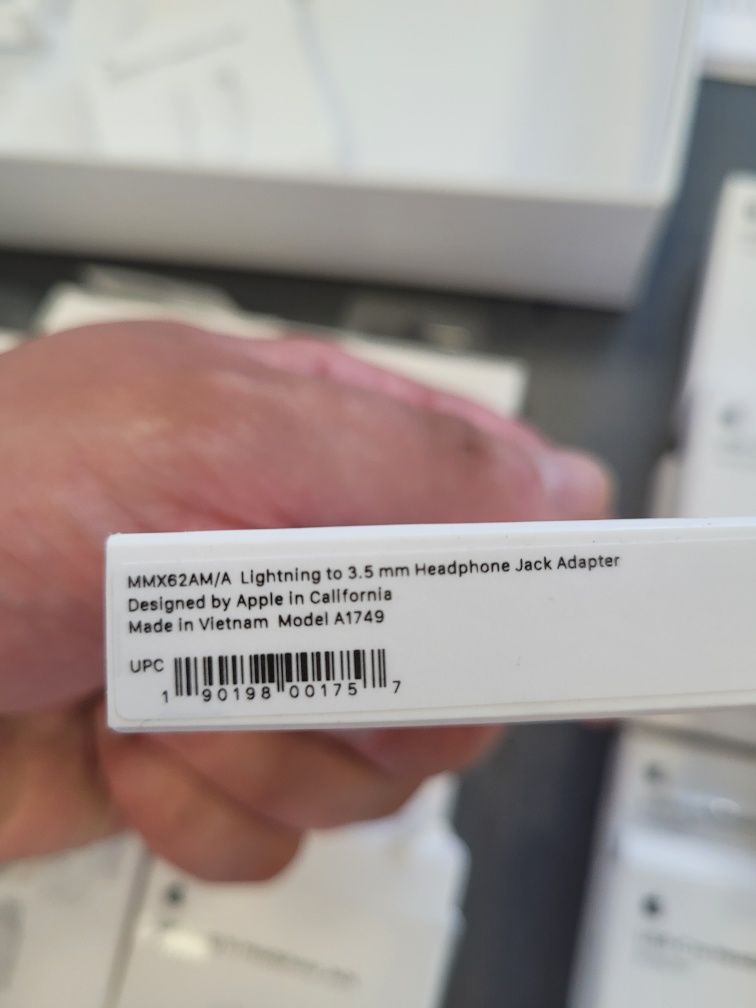 MMX62AM/A Lightning to 3.5 mm Headphone Jack Adapter
Designed by Apple in California
Made in Vietnam Model A1749
UPC
1 90198 00175 7